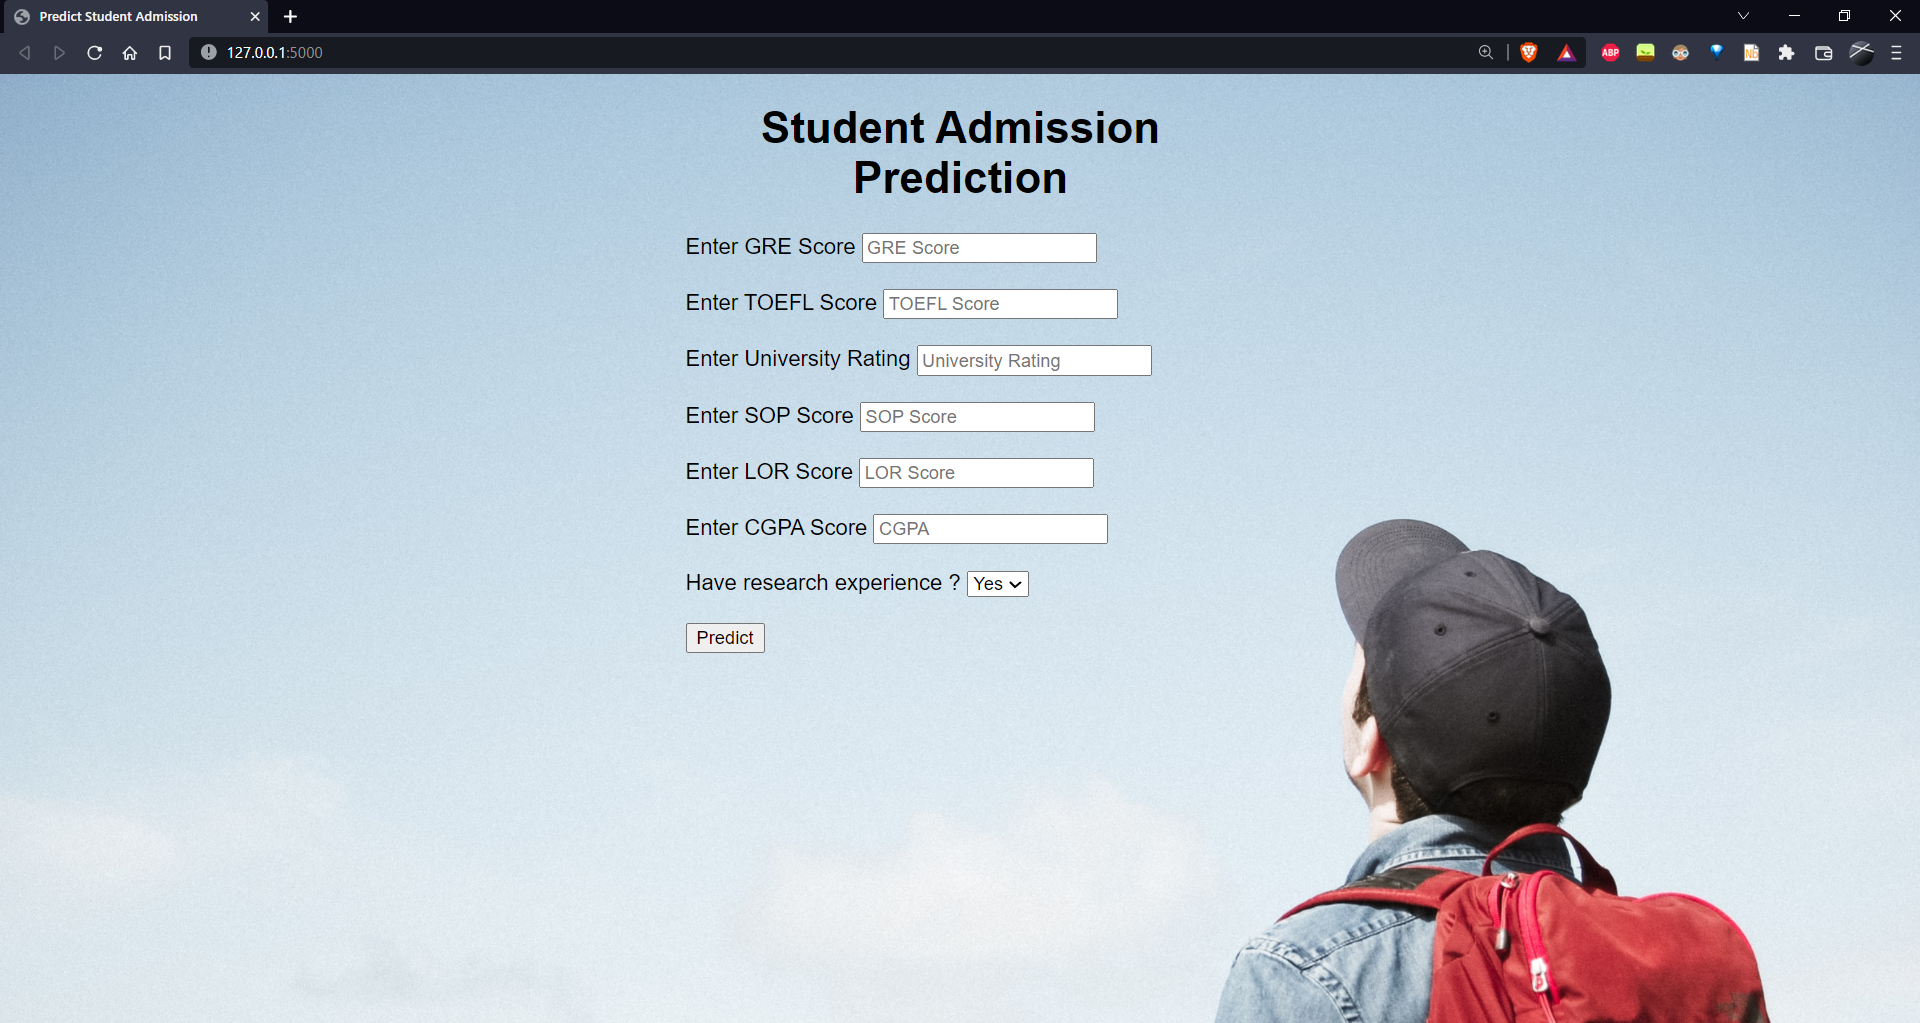 Predict Student Admission
127.0.0.1:5000
ABP
Nb
Student Admission
Prediction
Enter GRE Score GRE Score
Enter TOEFL Score TOEFL Score
Enter University Rating University Rating
Enter SOP Score SOP Score
Enter LOR Score LOR Score
Enter CGPA Score CGPA
Have research experience ? Yes
Predict